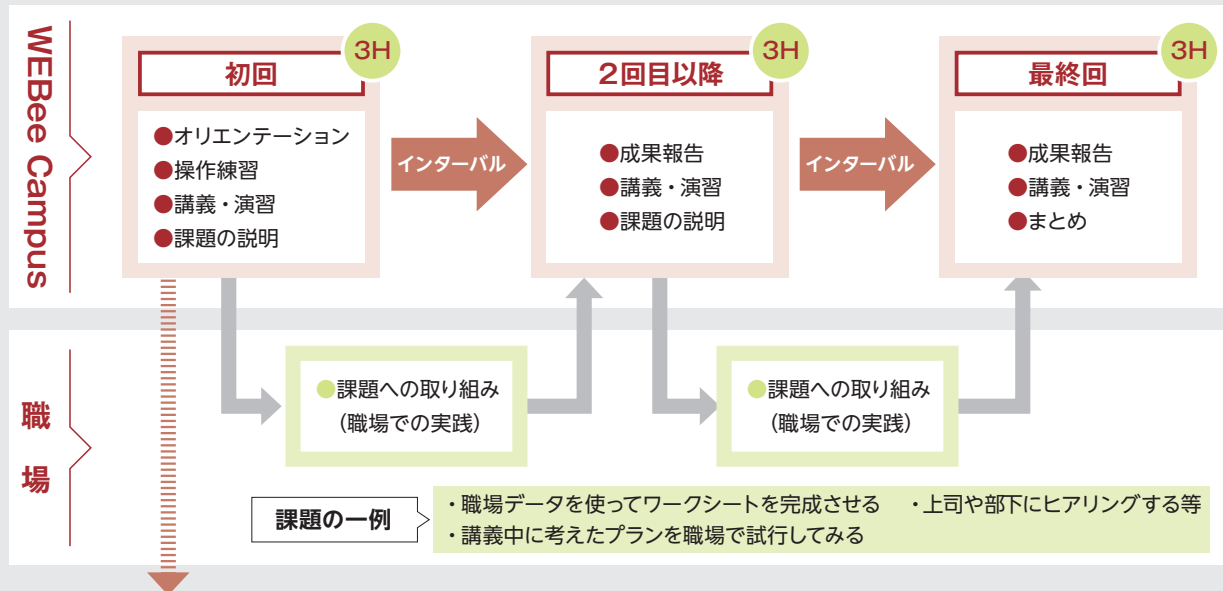 WEBee Campus
初回
3H
●オリエンテーション
●操作練習
●講義・演習
●課題の説明
インターバル
2回目以降
3H
●成果報告
●講義・演習
●課題の説明
インターバル
最終回
3H
●成果報告
●講義・演習
●まとめ
職場
●課題への取り組み
(職場での実践)
●課題への取り組み
(職場での実践)
課題の一例
・職場データを使ってワークシートを完成させる ・上司や部下にヒアリングする等
・講義中に考えたプランを職場で試行してみる